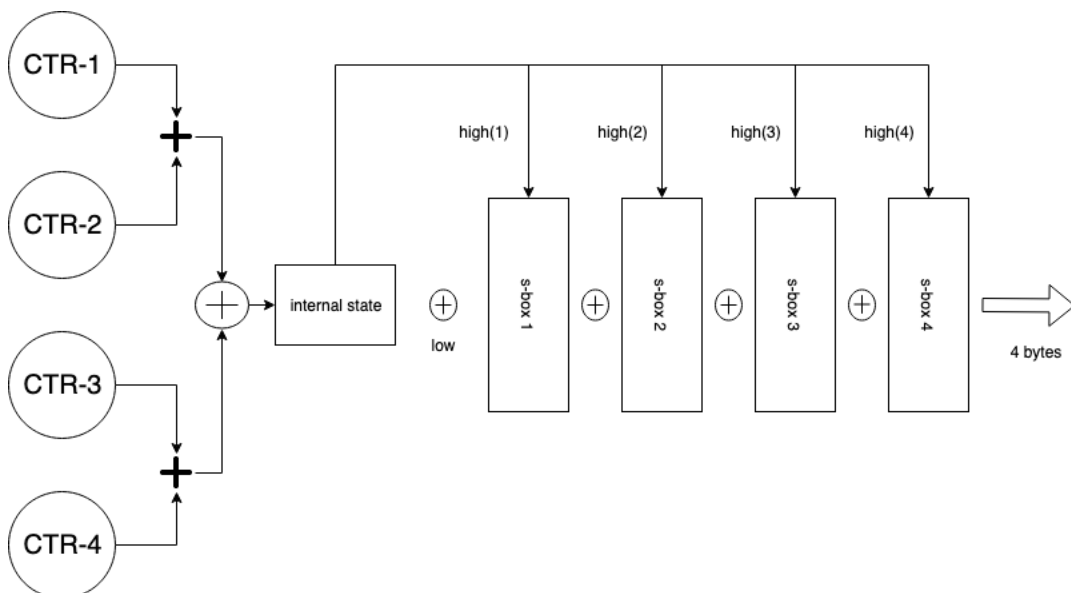 CTR-1
high(1)
high(2)
high(3)
high(4)
CTR-2
internal state
low
s-box 1
s-box 2
s-box 3
s-box 4
4 bytes
CTR-3
CTR-4